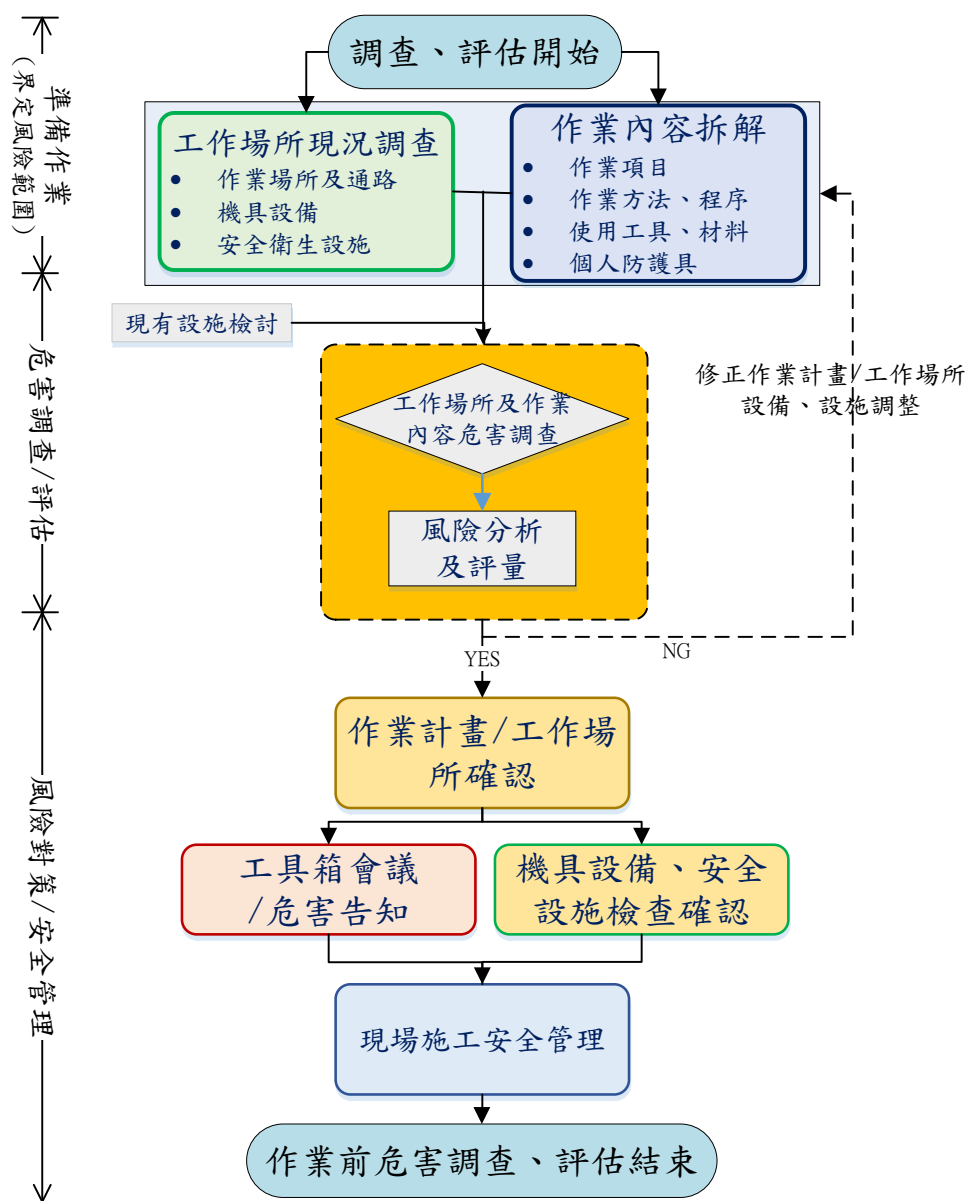 調查、評估開始
準備作業
(界定風險範圍)
工作場所現況調查
• 作業場所及通路
• 機具設備
• 安全衛生設施
作業內容拆解
• 作業項目
• 作業方法、程序
• 使用工具、材料
• 個人防護具
現有設施檢討
危害調查/評估
工作場所及作業
內容危害調查
風險分析
及評量
修正作業計畫/工作場所
設備、設施調整
YES
NG
風險對策/安全管理
作業計畫/工作場
所確認
工具箱會議
/危害告知
機具設備、安全
設施檢查確認
現場施工安全管理
作業前危害調查、評估結束